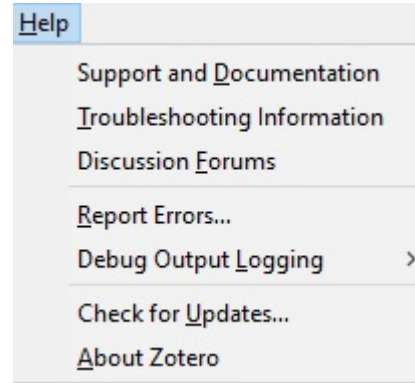 Help
Support and Documentation
Troubleshooting Information
Discussion Forums
Report Errors...
Debug Output Logging
Check for Updates...
About Zotero